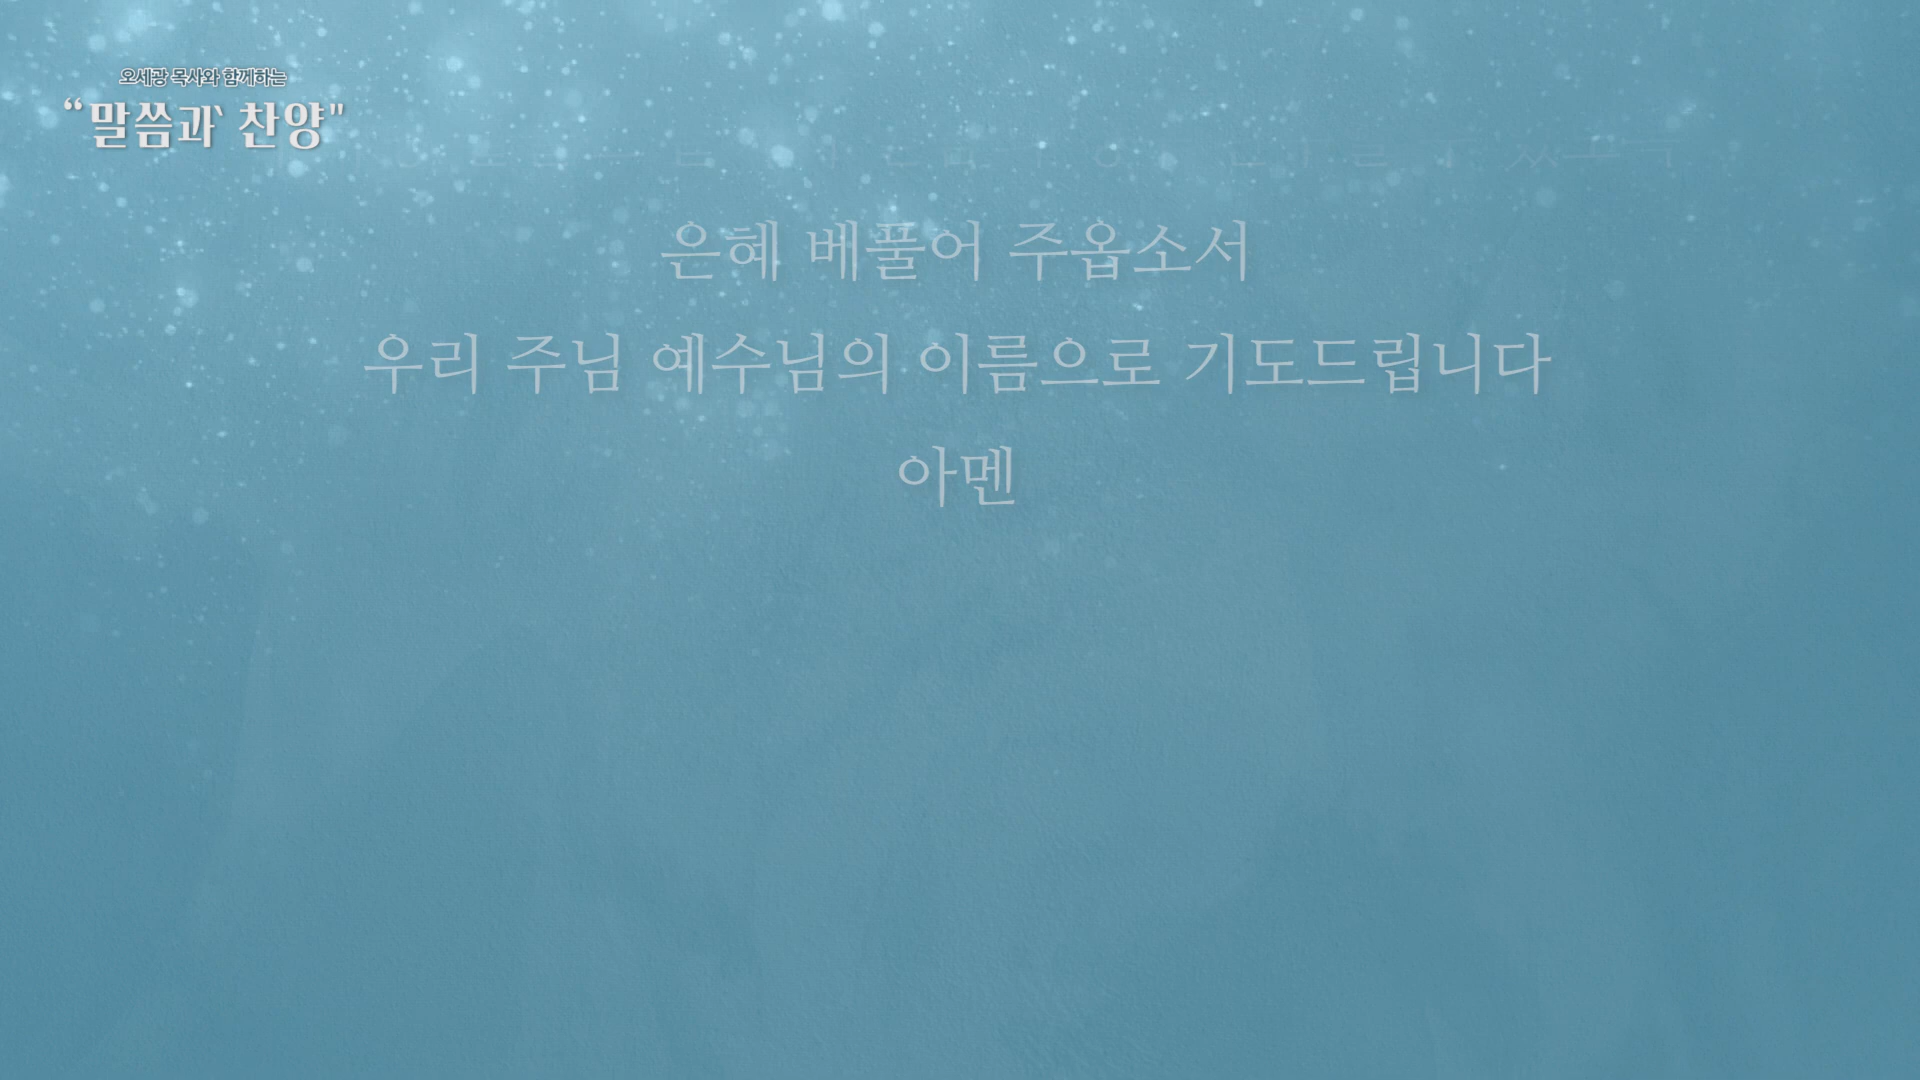 오세광 목사와 함께하는
“말씀과 찬양"
은혜 베풀어 주옵소서
우리 주님 예수님의 이름으로 기도드립니다
아멘